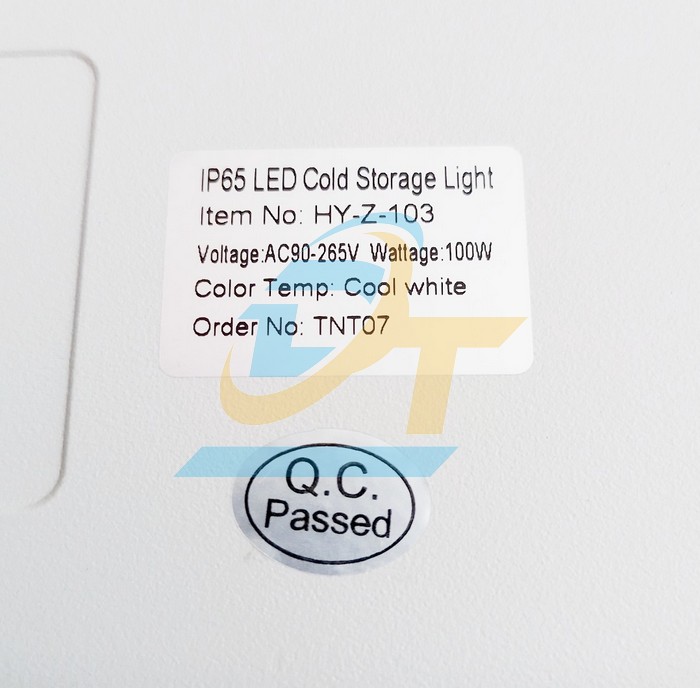 IP65 LED Cold Storage Light
Item No: HY-Z-103
Voltage:AC90-265V Wattage:100W
Color Temp: Cool white
Order No: TNT07
DT
Q.C.
Passed